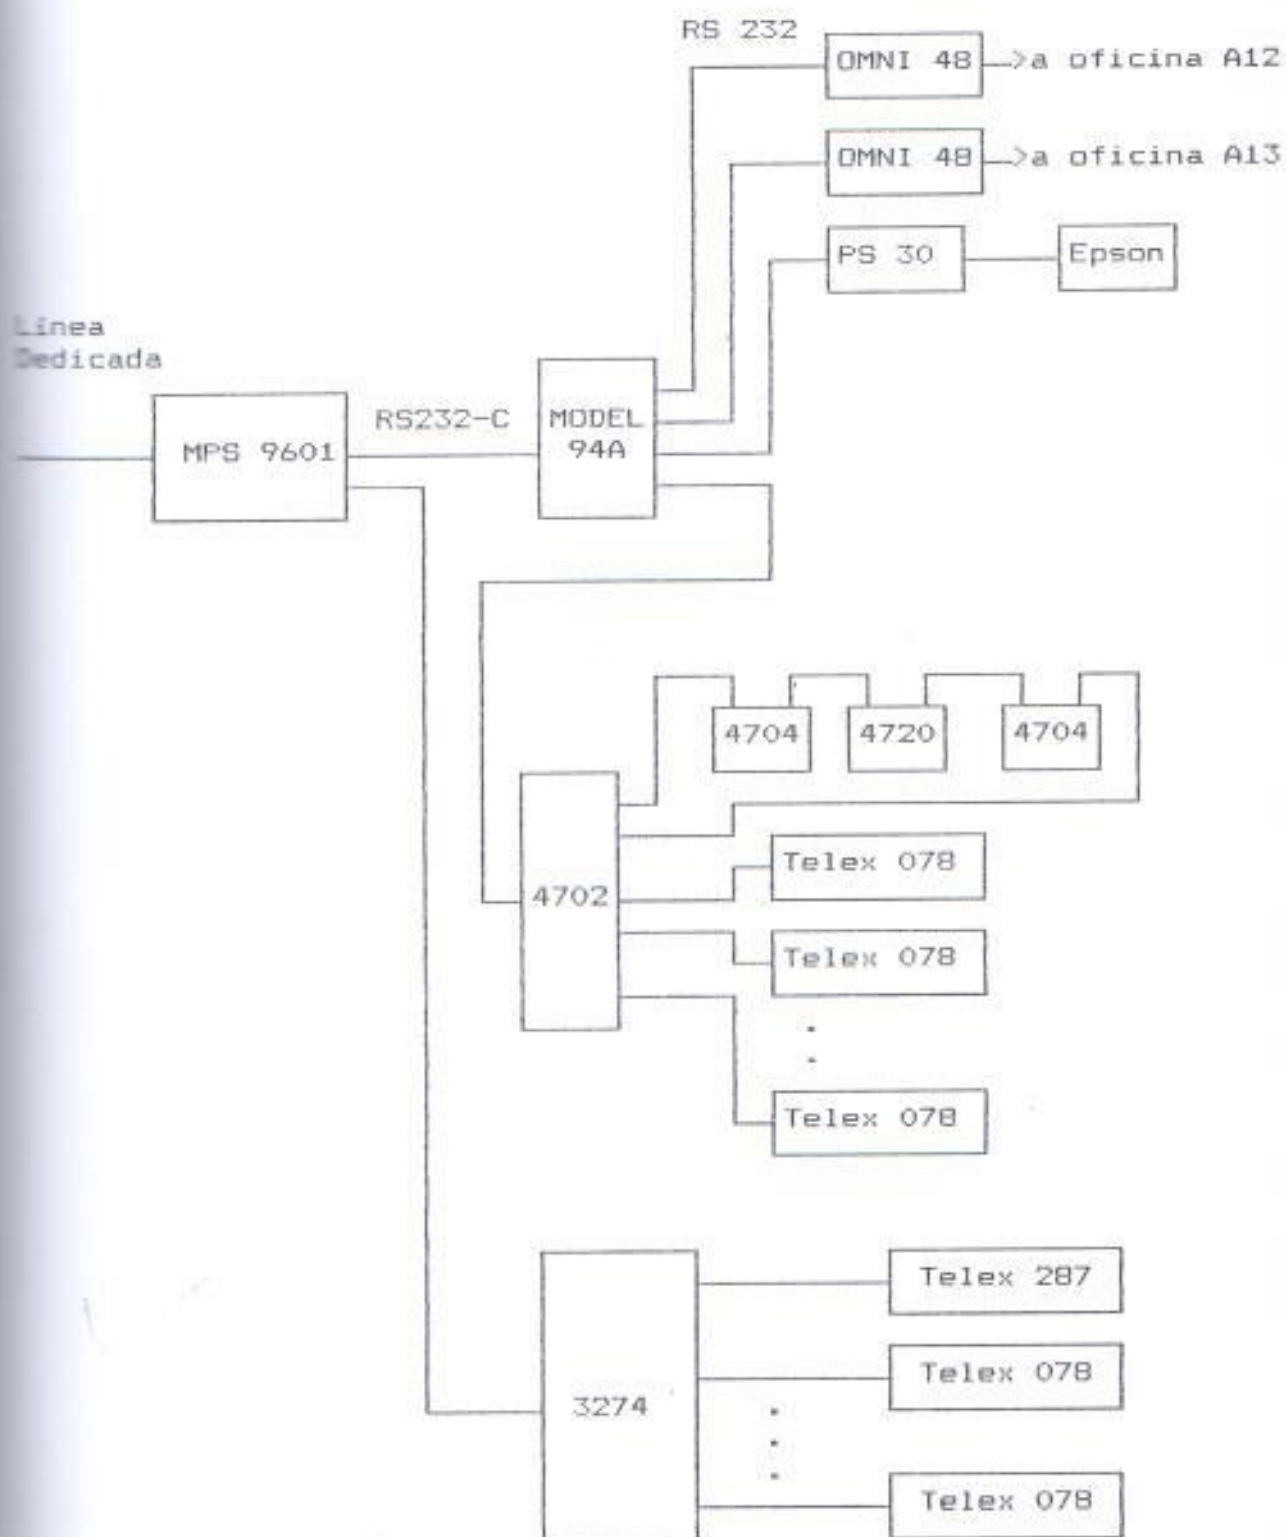 RS 232
OMNI 48
>a oficina A12
OMNI 48
>a oficina A13
PS 30
Epson
Línea
Dedicada
MPS 9601
RS232-C
MODEL
94A
4704
4720
4704
4702
Telex 078
Telex 078
Telex 078
3274
Telex 287
Telex 078
Telex 078